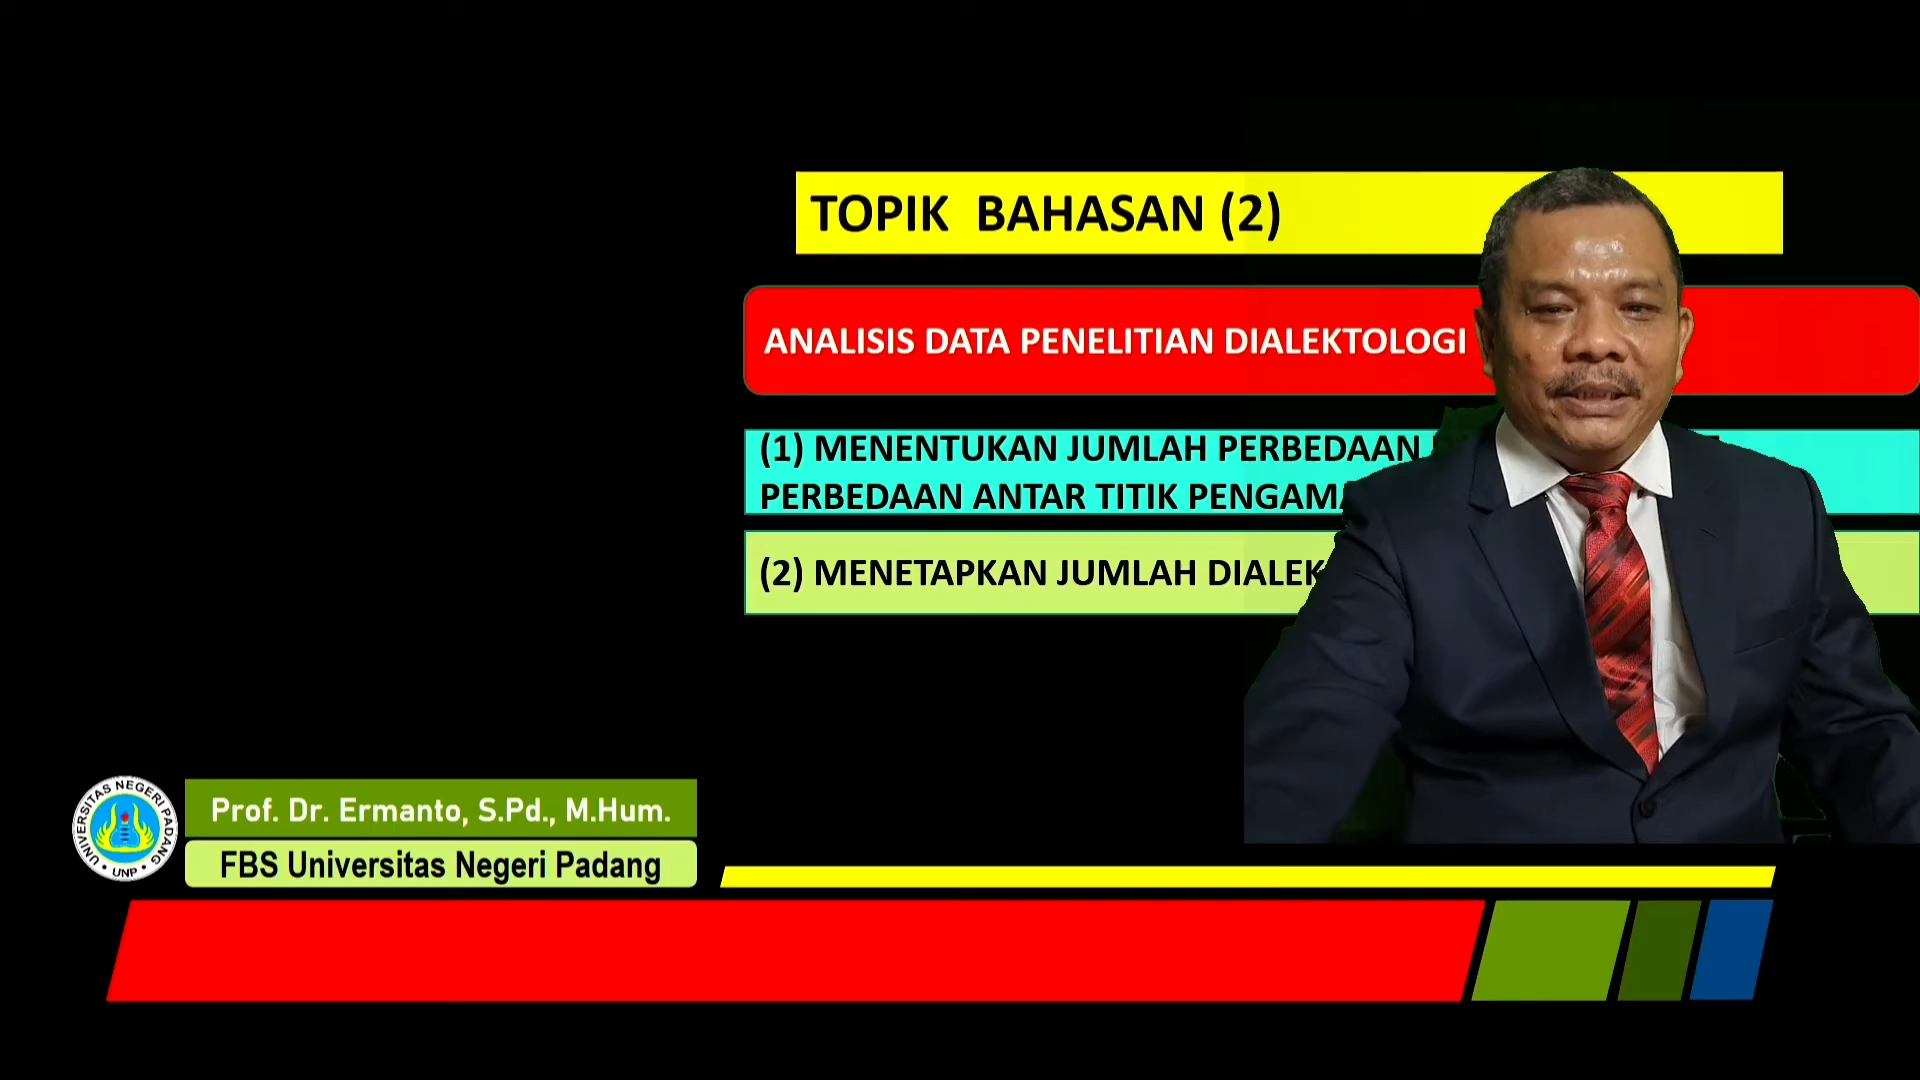 TOPIK BAHASAN (2)
ANALISIS DATA PENELITIAN DIALEKTOLOGI
(1) MENENTUKAN JUMLAH PERBEDAAN
PERBEDAAN ANTAR TITIK
(2) MENETAPKAN JUMLAH
UNIVERSITAS NEGERI PADANG
UNP
Prof. Dr. Ermanto, S.Pd., M.Hum.
FBS Universitas Negeri Padang